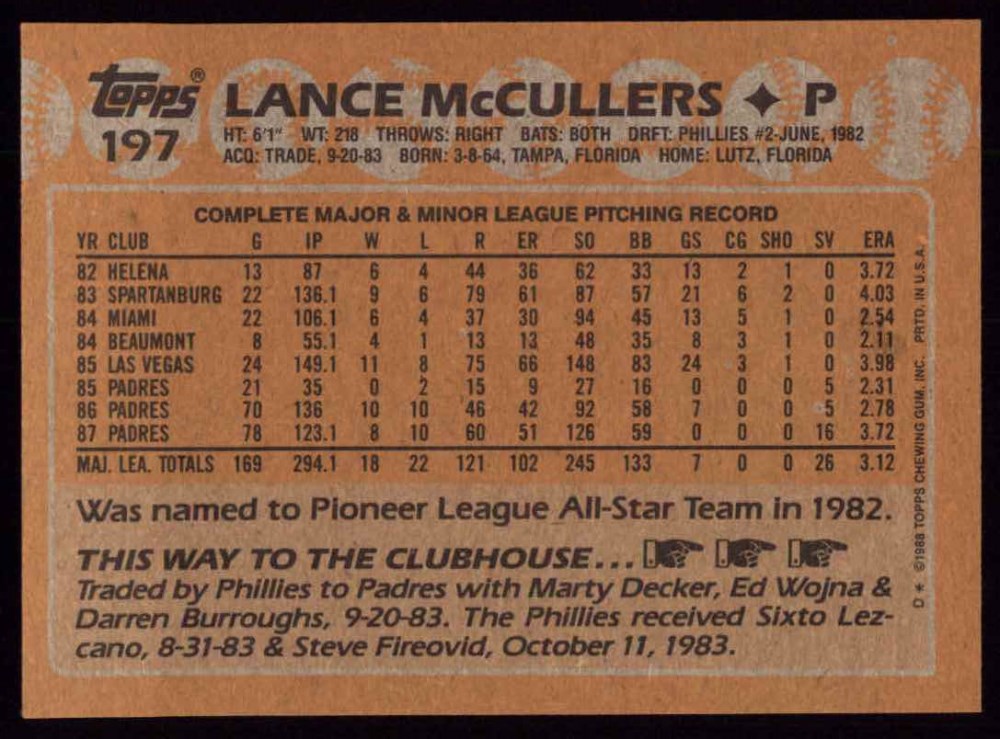 Topps® LANCE McCULLERS ✦ P
197 HT: 6'1" WT: 218 THROWS: RIGHT BATS: BOTH DRFT: PHILLIES #2-JUNE, 1982
ACQ: TRADE, 9-20-83 BORN: 3-8-64, TAMPA, FLORIDA HOME: LUTZ, FLORIDA
COMPLETE MAJOR & MINOR LEAGUE PITCHING RECORD
YR CLUB G IP W L R ER SO BB GS CG SHO SV ERA
82 HELENA 13 87 6 4 44 36 62 33 13 2 1 0 3.72
83 SPARTANBURG 22 136.1 9 6 79 61 87 57 21 6 2 0 4.03
84 MIAMI 22 106.1 6 4 37 30 94 45 13 5 1 0 2.54
84 BEAUMONT 8 55.1 4 1 13 13 48 35 8 3 1 0 2.11
85 LAS VEGAS 24 149.1 11 8 75 66 148 83 24 3 1 0 3.98
85 PADRES 21 35 0 2 15 9 27 16 0 0 0 5 2.31
86 PADRES 70 136 10 10 46 42 92 58 7 0 0 5 2.78
87 PADRES 78 123.1 8 10 60 51 126 59 0 0 0 16 3.72
MAJ. LEA. TOTALS 169 294.1 18 22 121 102 245 133 7 0 0 26 3.12
Was named to Pioneer League All-Star Team in 1982.
THIS WAY TO THE CLUBHOUSE...
Traded by Phillies to Padres with Marty Decker, Ed Wojna &
Darren Burroughs, 9-20-83. The Phillies received Sixto Lez-
cano, 8-31-83 & Steve Fireovid, October 11, 1983.
D* ©1988 TOPPS CHEWING GUM, INC. PRTD. IN U.S.A.